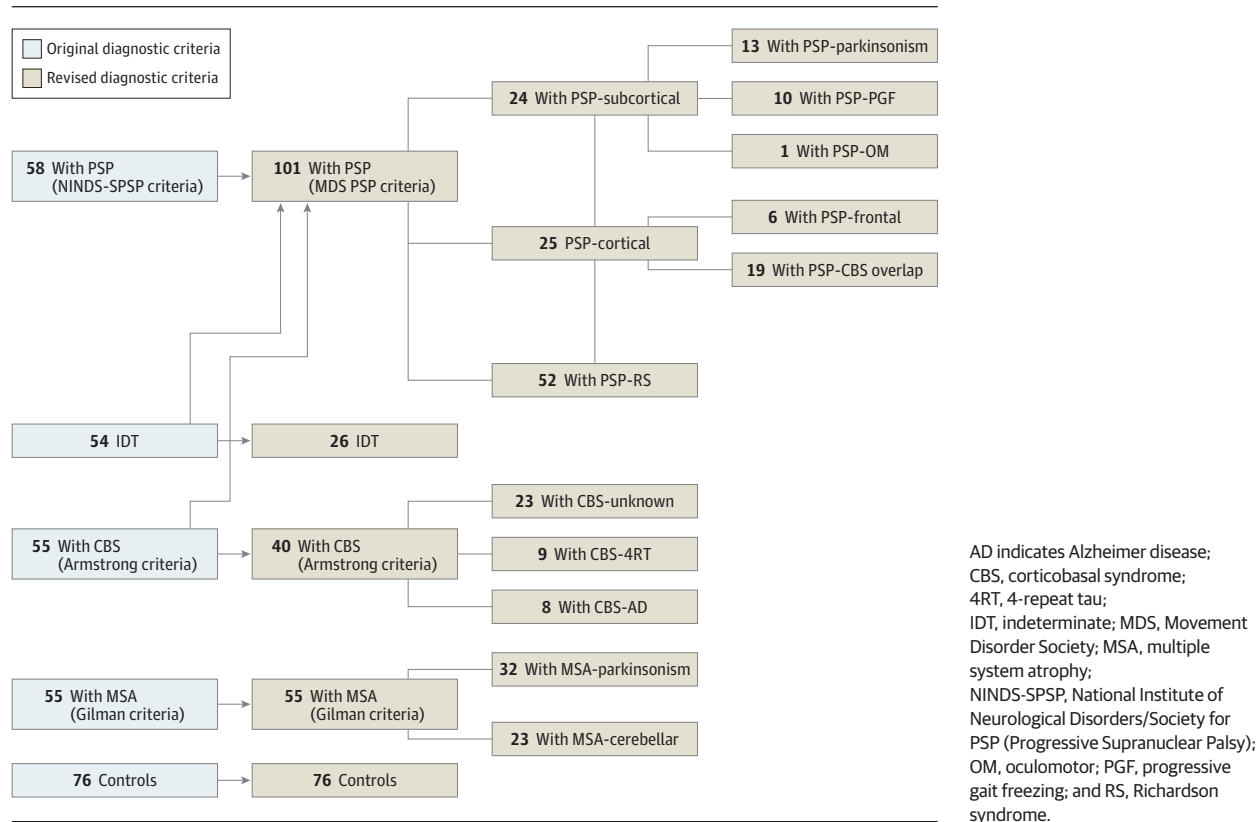 Original diagnostic criteria
Revised diagnostic criteria
58 With PSP
(NINDS-SPSP criteria)
101 With PSP
(MDS PSP criteria)
24 With PSP-subcortical
13 With PSP-parkinsonism
10 With PSP-PGF
1 With PSP-OM
25 PSP-cortical
6 With PSP-frontal
19 With PSP-CBS overlap
52 With PSP-RS
54 IDT
26 IDT
55 With CBS
(Armstrong criteria)
40 With CBS
(Armstrong criteria)
23 With CBS-unknown
9 With CBS-4RT
8 With CBS-AD
55 With MSA
(Gilman criteria)
55 With MSA
(Gilman criteria)
32 With MSA-parkinsonism
23 With MSA-cerebellar
76 Controls
76 Controls
AD indicates Alzheimer disease;
CBS, corticobasal syndrome;
4RT, 4-repeat tau;
IDT, indeterminate; MDS, Movement
Disorder Society; MSA, multiple
system atrophy;
NINDS-SPSP, National Institute of
Neurological Disorders/Society for
PSP (Progressive Supranuclear Palsy);
OM, oculomotor; PGF, progressive
gait freezing; and RS, Richardson
syndrome.